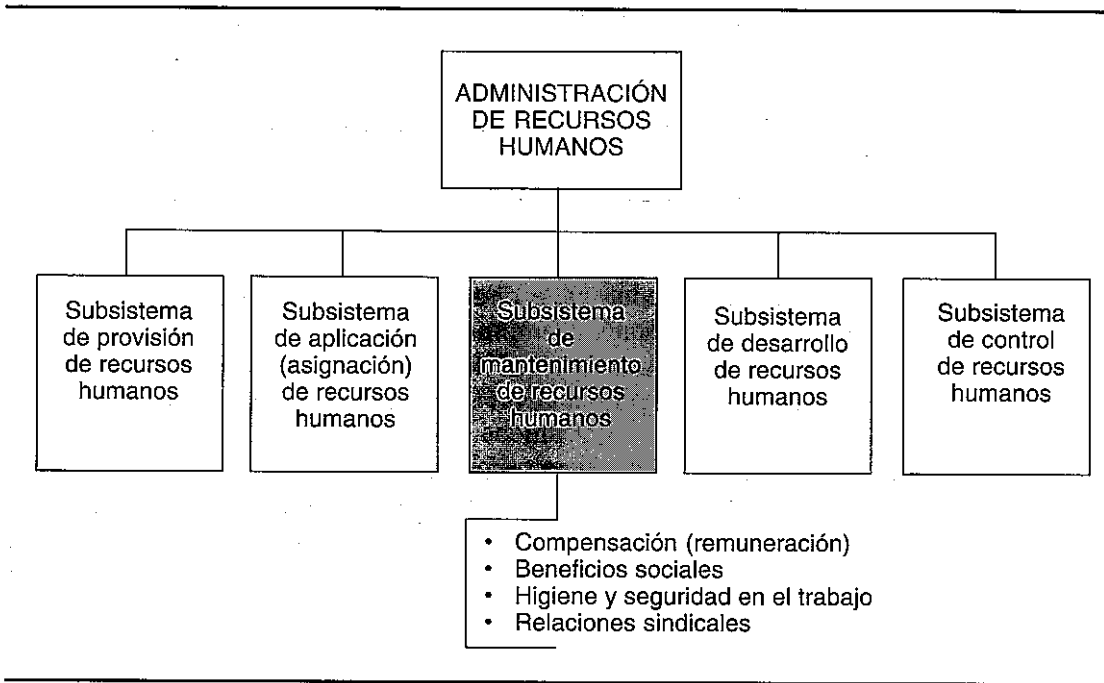 ADMINISTRACIÓN
DE RECURSOS
HUMANOS
Subsistema
de provisión
de recursos
humanos
Subsistema
de aplicación
(asignación)
de recursos
humanos
Subsistema
de
mantenimiento
de recursos
humanos
Subsistema
de desarrollo
de recursos
humanos
Subsistema
de control
de recursos
humanos
• Compensación (remuneración)
• Beneficios sociales
• Higiene y seguridad en el trabajo
• Relaciones sindicales